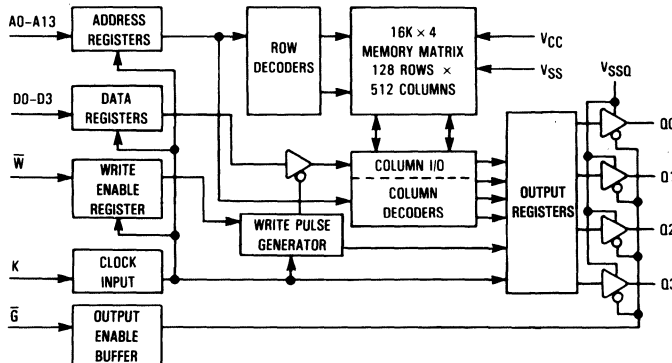 A0-A13
ADDRESS
REGISTERS
ROW
DECODERS
16K × 4
MEMORY MATRIX
128 ROWS ×
512 COLUMNS
VCC
VSS
VSSQ
D0-D3
DATA
REGISTERS
Q0
W̅
WRITE
ENABLE
REGISTER
COLUMN I/O
COLUMN
DECODERS
OUTPUT
REGISTERS
Q1
WRITE PULSE
GENERATOR
Q2
K
CLOCK
INPUT
Q3
G̅
OUTPUT
ENABLE
BUFFER